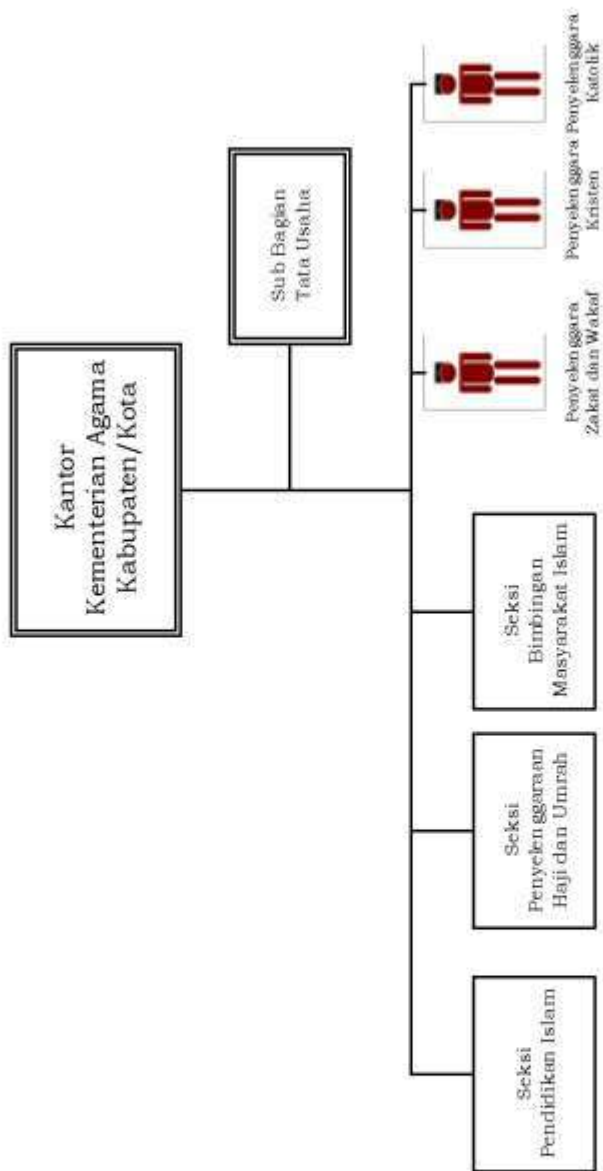 Kantor
Kementerian Agama
Kabupaten/Kota
Sub Bagian
Tata Usaha
Seksi
Pendidikan Islam
Seksi
Penyelenggaraan
Haji dan Umrah
Seksi
Bimbingan
Masyarakat Islam
Penyelenggara
Zakat dan Wakaf
Penyelenggara
Kristen
Penyelenggara
Katolik